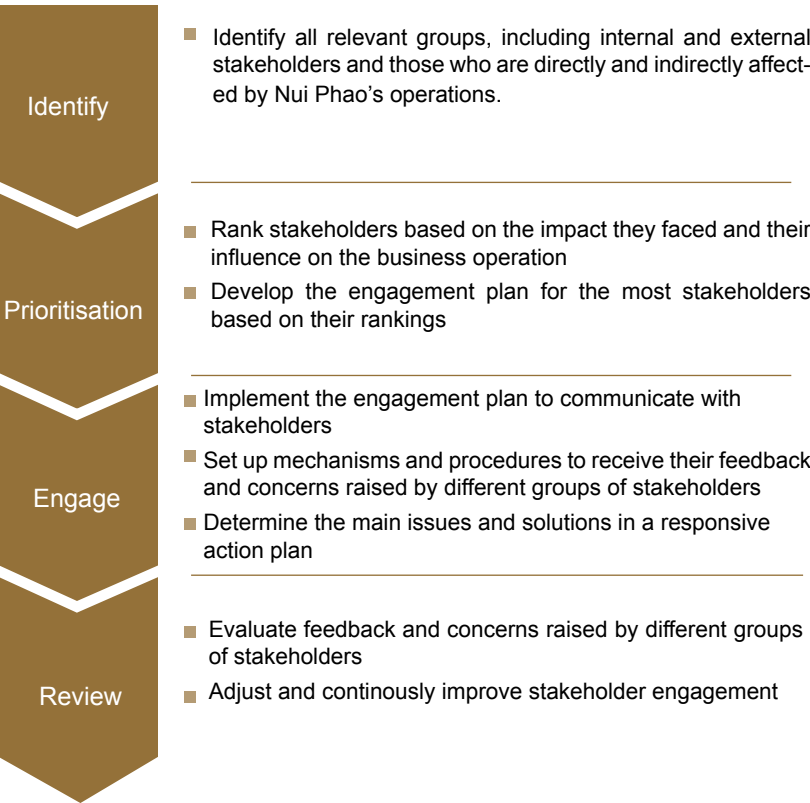 Identify
Identify all relevant groups, including internal and external
stakeholders and those who are directly and indirectly affect-
ed by Nui Phao’s operations.
Prioritisation
Rank stakeholders based on the impact they faced and their
influence on the business operation
Develop the engagement plan for the most stakeholders
based on their rankings
Engage
Implement the engagement plan to communicate with
stakeholders
Set up mechanisms and procedures to receive their feedback
and concerns raised by different groups of stakeholders
Determine the main issues and solutions in a responsive
action plan
Review
Evaluate feedback and concerns raised by different groups
of stakeholders
Adjust and continously improve stakeholder engagement